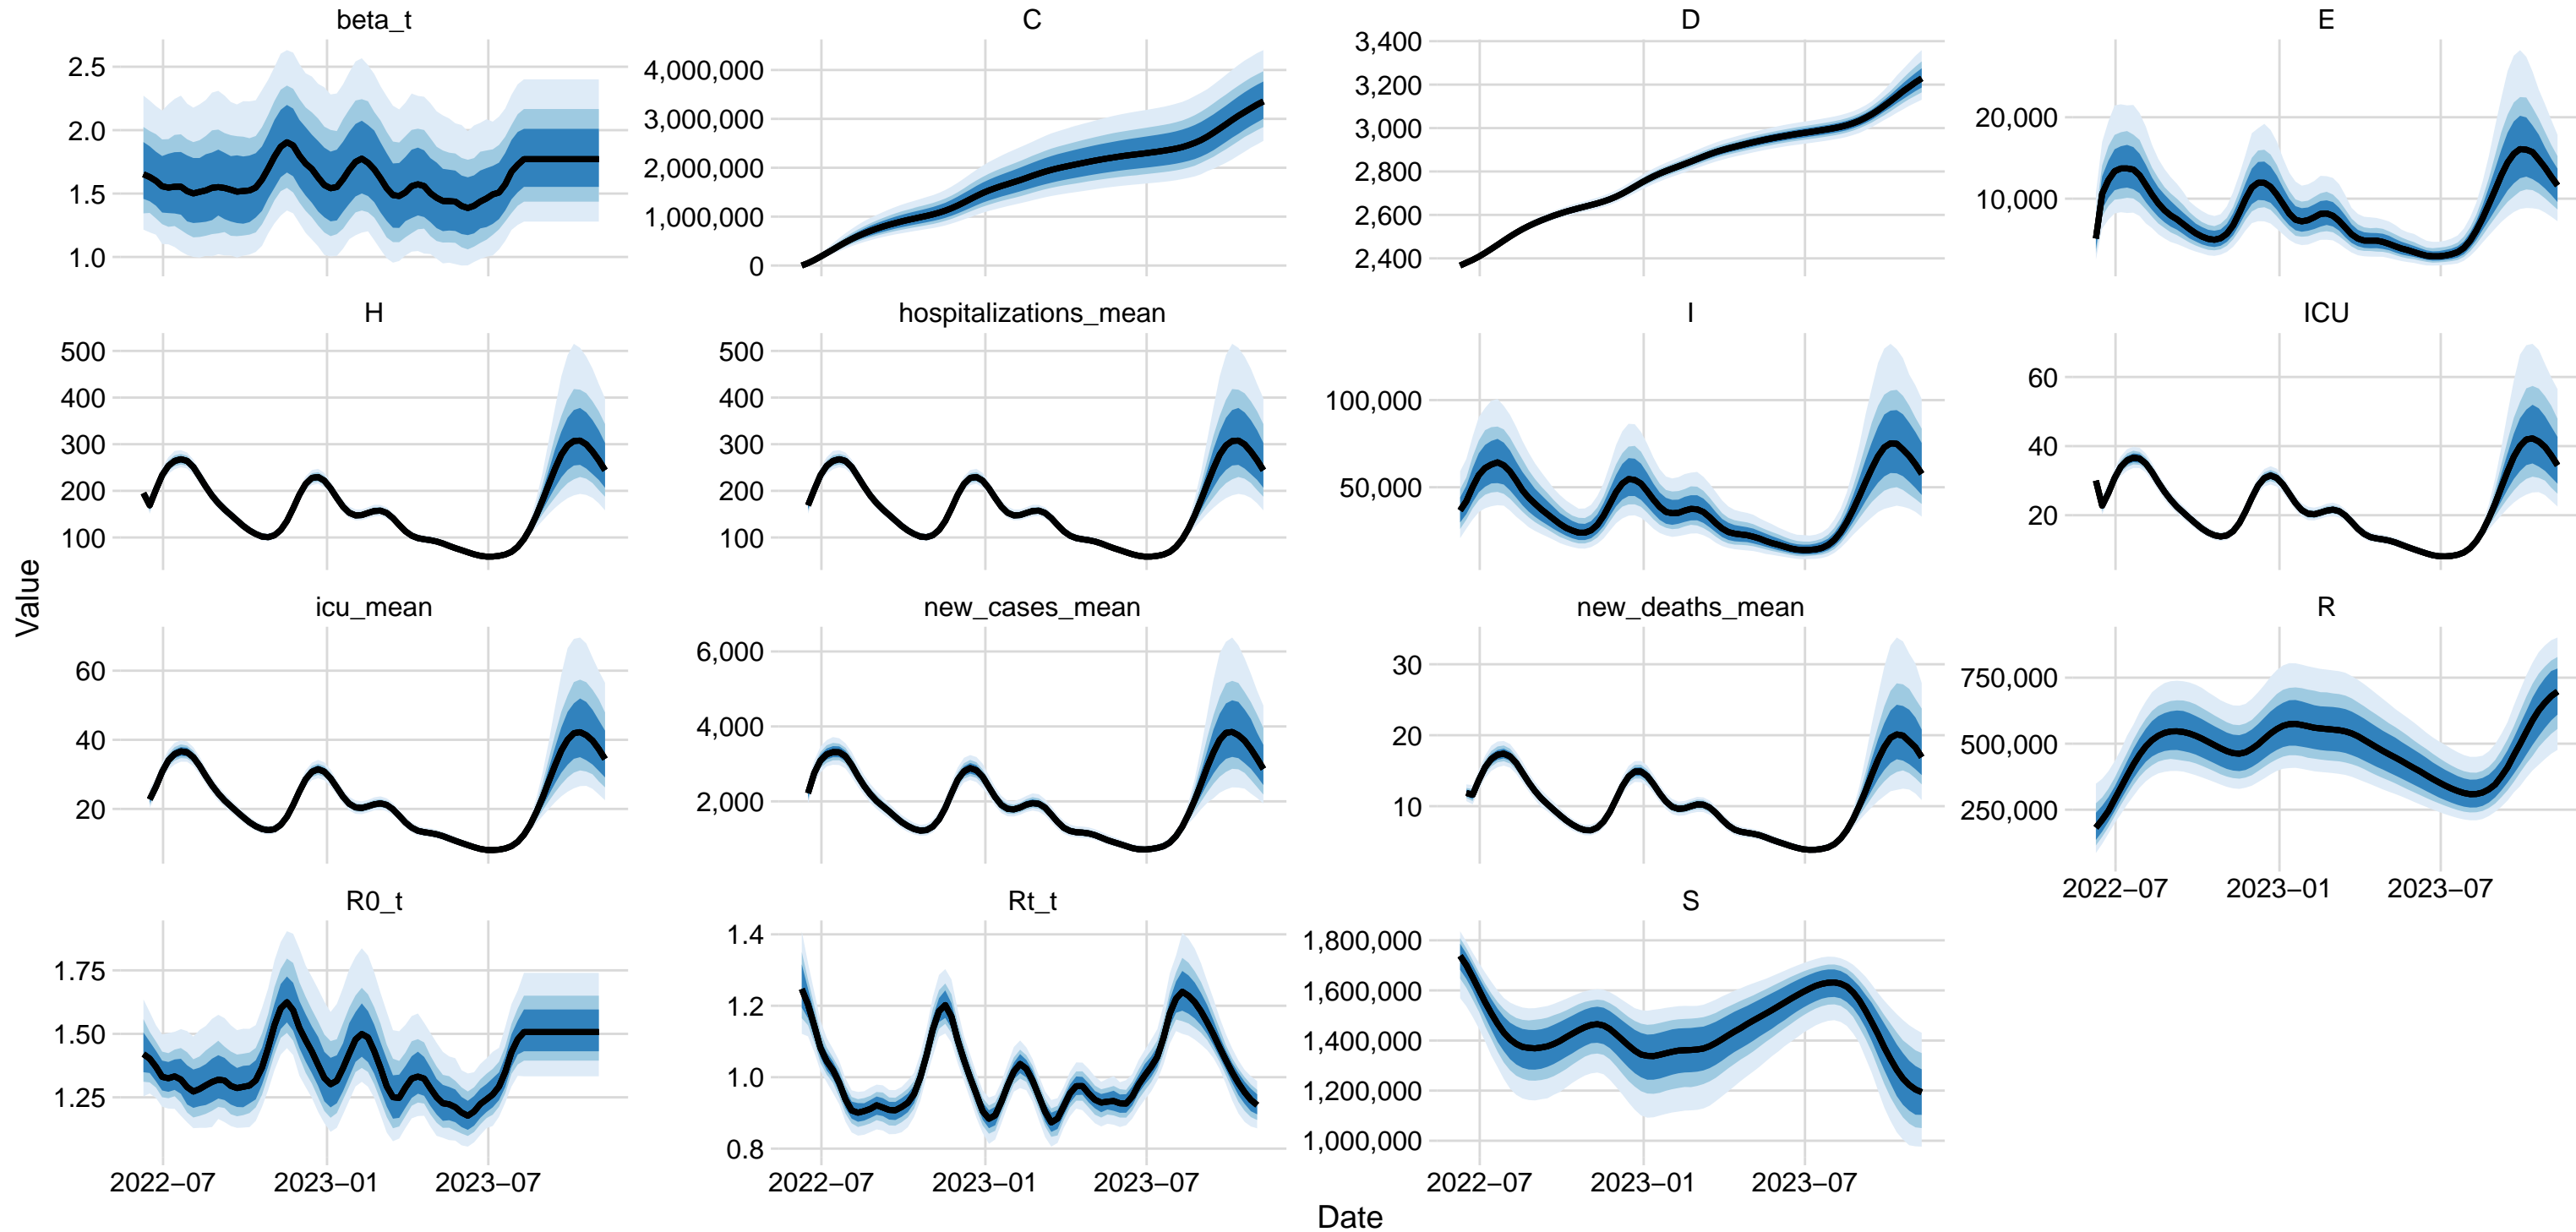 beta_t
C
D
E
2.5
2.0
1.5
1.0
4,000,000
3,000,000
2,000,000
1,000,000
0
3,400
3,200
3,000
2,800
2,600
2,400
20,000
10,000
H
hospitalizations_mean
I
ICU
500
400
300
200
100
500
400
300
200
100
100,000
50,000
60
40
20
Value
icu_mean
new_cases_mean
new_deaths_mean
R
60
40
20
6,000
4,000
2,000
30
20
10
750,000
500,000
250,000
2022−07 2023−01 2023−07
R0_t
Rt_t
S
1.75
1.50
1.25
1.4
1.2
1.0
0.8
1,800,000
1,600,000
1,400,000
1,200,000
1,000,000
2022−07 2023−01 2023−07
2022−07 2023−01 2023−07
2022−07 2023−01 2023−07
Date